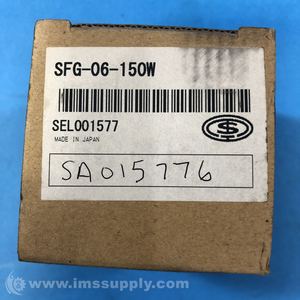 SFG-06-150W
SEL001577
MADE IN JAPAN
SA015776
© www.imssupply.com